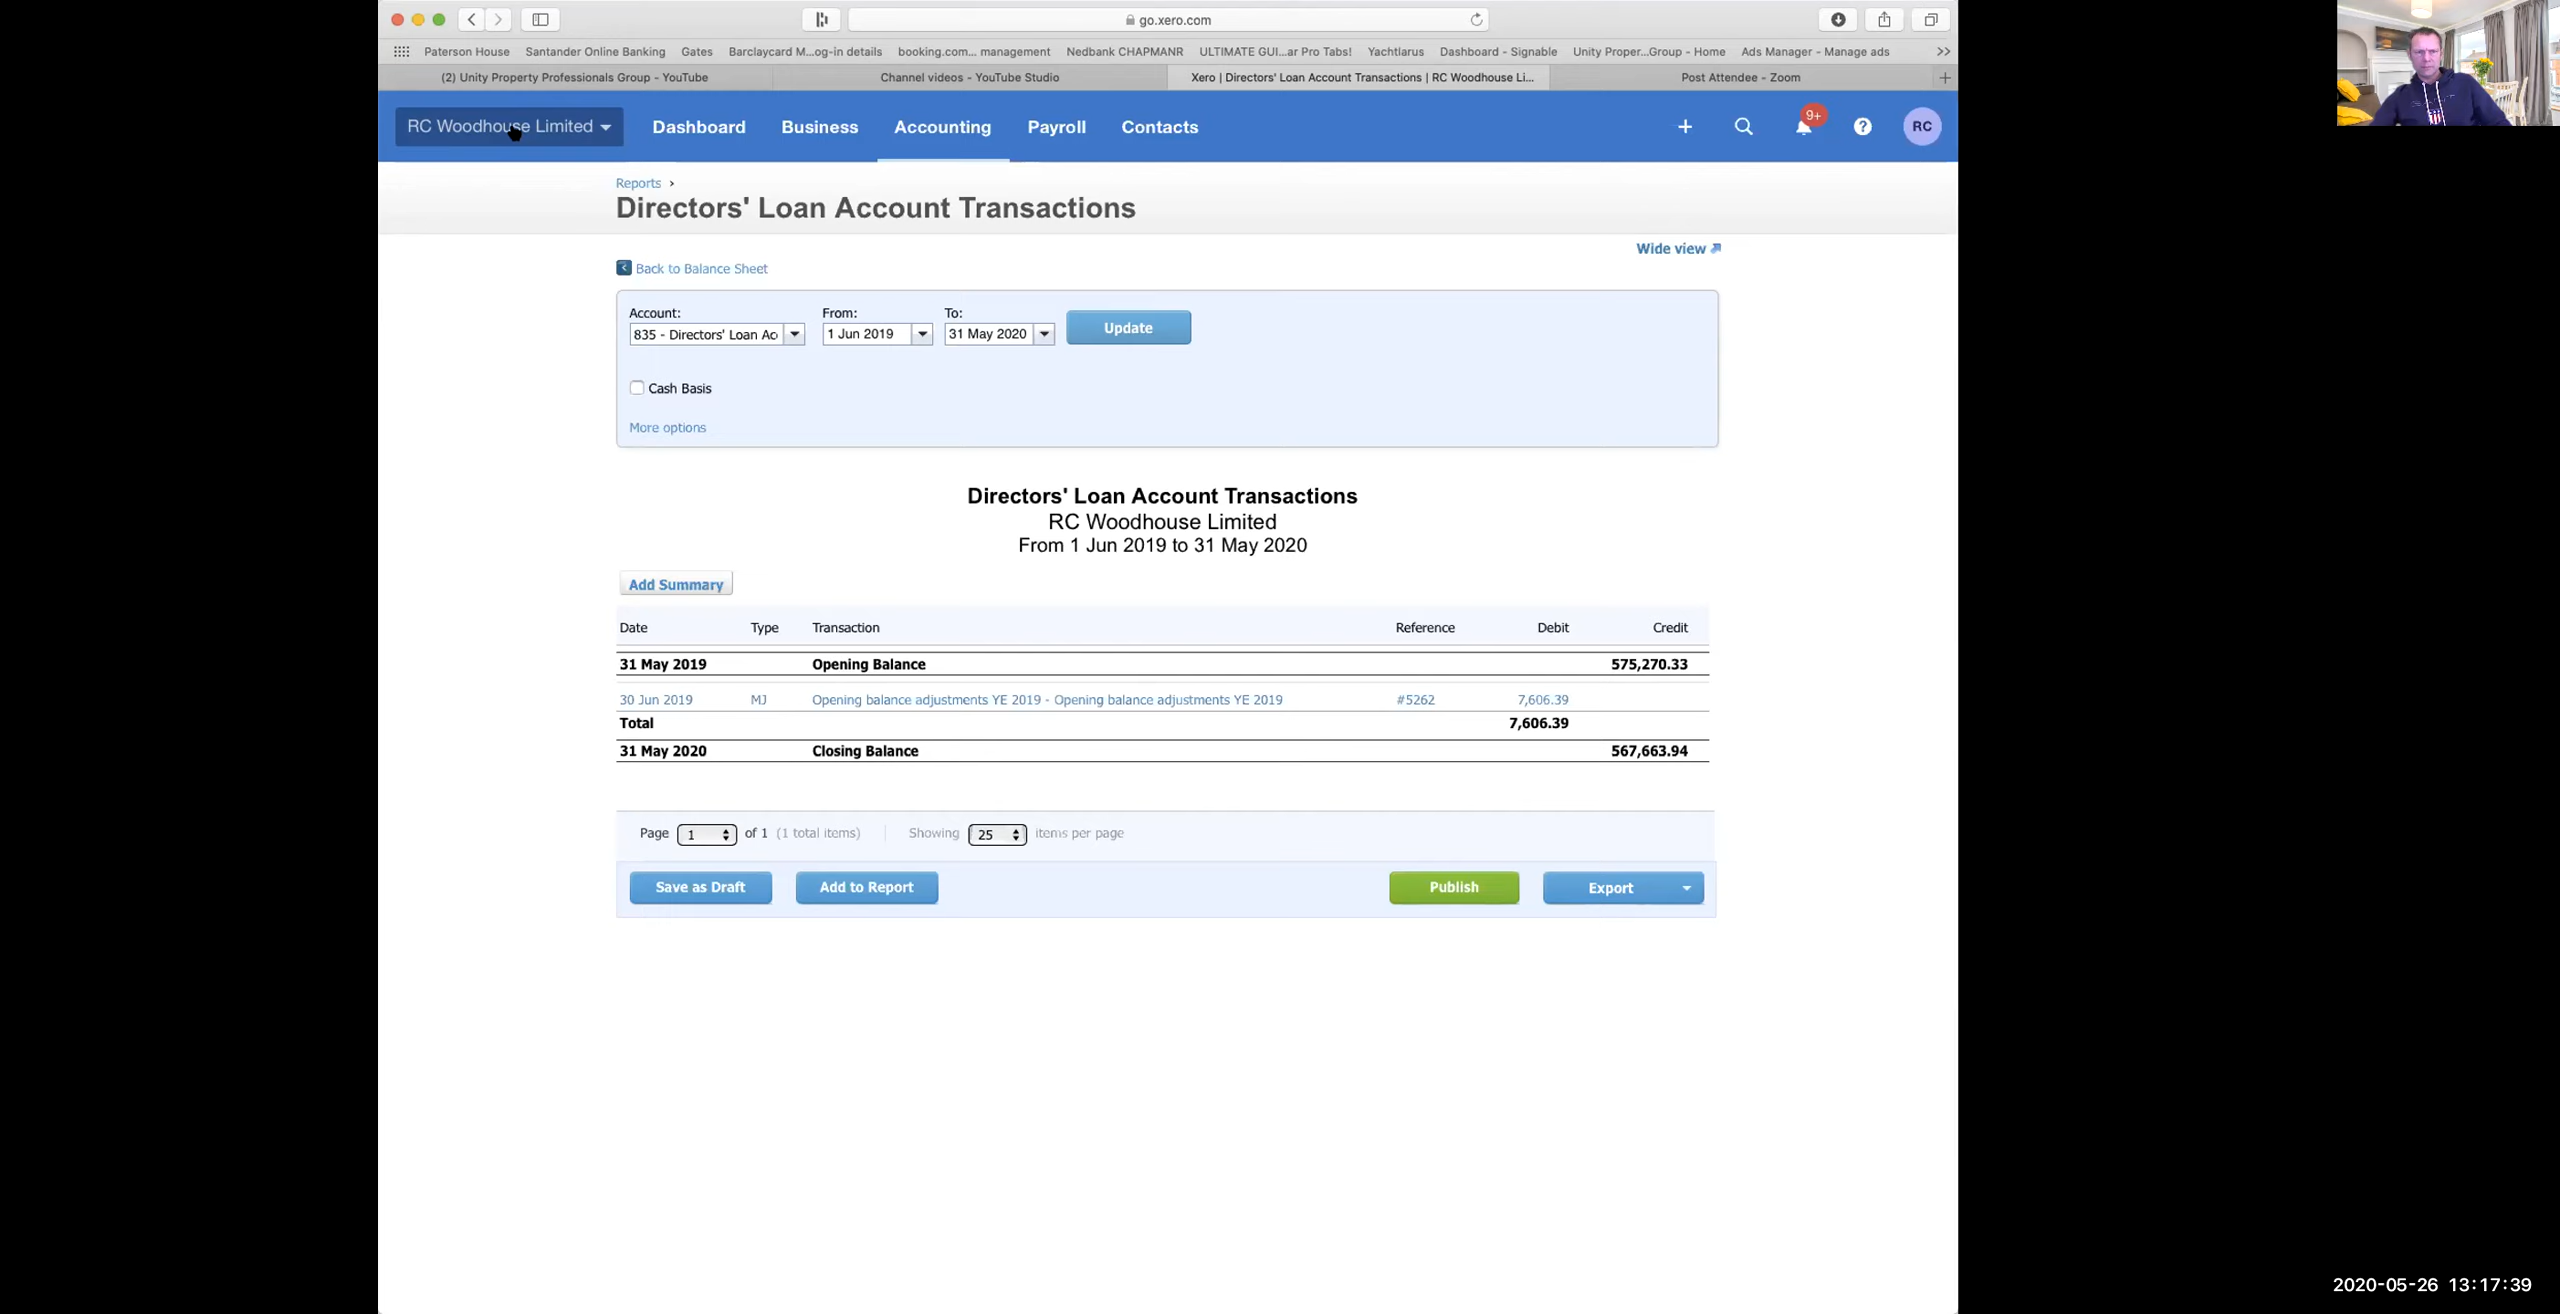 go.xero.com
Paterson House Santander Online Banking Gates Barclaycard M...og-in details booking.com... management Nedbank CHAPMANR ULTIMATE GUI...ar Pro Tabs! Yachtlarus Dashboard - Signable Unity Proper...Group - Home Ads Manager - Manage ads >>
(2) Unity Property Professionals Group - YouTube Channel videos - YouTube Studio Xero | Directors' Loan Account Transactions | RC Woodhouse Li... Post Attendee - Zoom +
RC Woodhouse Limited Dashboard Business Accounting Payroll Contacts + 9+ ? RC
Reports ›
Directors' Loan Account Transactions
Wide view
Back to Balance Sheet
Account: From: To:
835 - Directors' Loan Ac 1 Jun 2019 31 May 2020 Update
Cash Basis
More options
Directors' Loan Account Transactions
RC Woodhouse Limited
From 1 Jun 2019 to 31 May 2020
Add Summary
Date Type Transaction Reference Debit Credit
31 May 2019 Opening Balance 575,270.33
30 Jun 2019 MJ Opening balance adjustments YE 2019 - Opening balance adjustments YE 2019 #5262 7,606.39
Total 7,606.39
31 May 2020 Closing Balance 567,663.94
Page 1 of 1 (1 total items) Showing 25 items per page
Save as Draft Add to Report Publish Export
2020-05-26 13:17:39